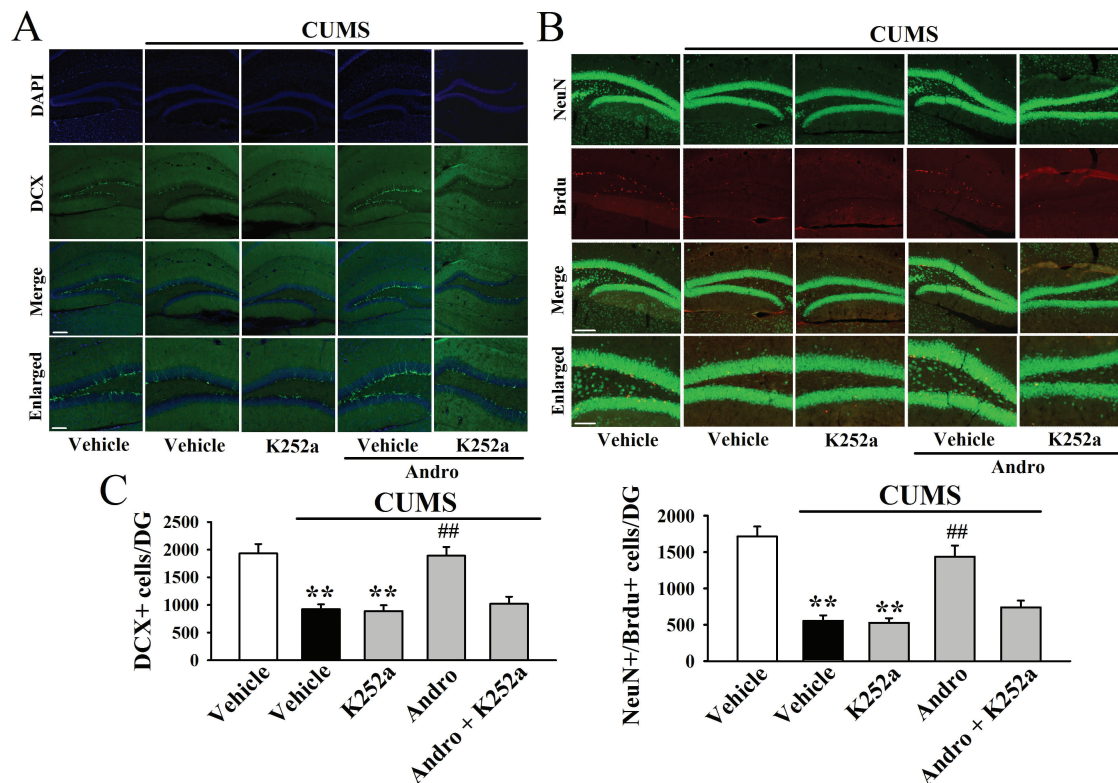 A
CUMS
DAPI
DCX
Merge
Enlarged
Vehicle
Vehicle
K252a
Vehicle
K252a
Andro
B
CUMS
NeuN
Brdu
Merge
Enlarged
Vehicle
Vehicle
K252a
Vehicle
K252a
Andro
C
CUMS
DCX+ cells/DG
2500
2000
1500
1000
500
0
**
**
##
Vehicle
Vehicle
K252a
Andro
Andro + K252a
CUMS
NeuN+/Brdu+ cells/DG
2000
1500
1000
500
0
**
**
##
Vehicle
Vehicle
K252a
Andro
Andro + K252a